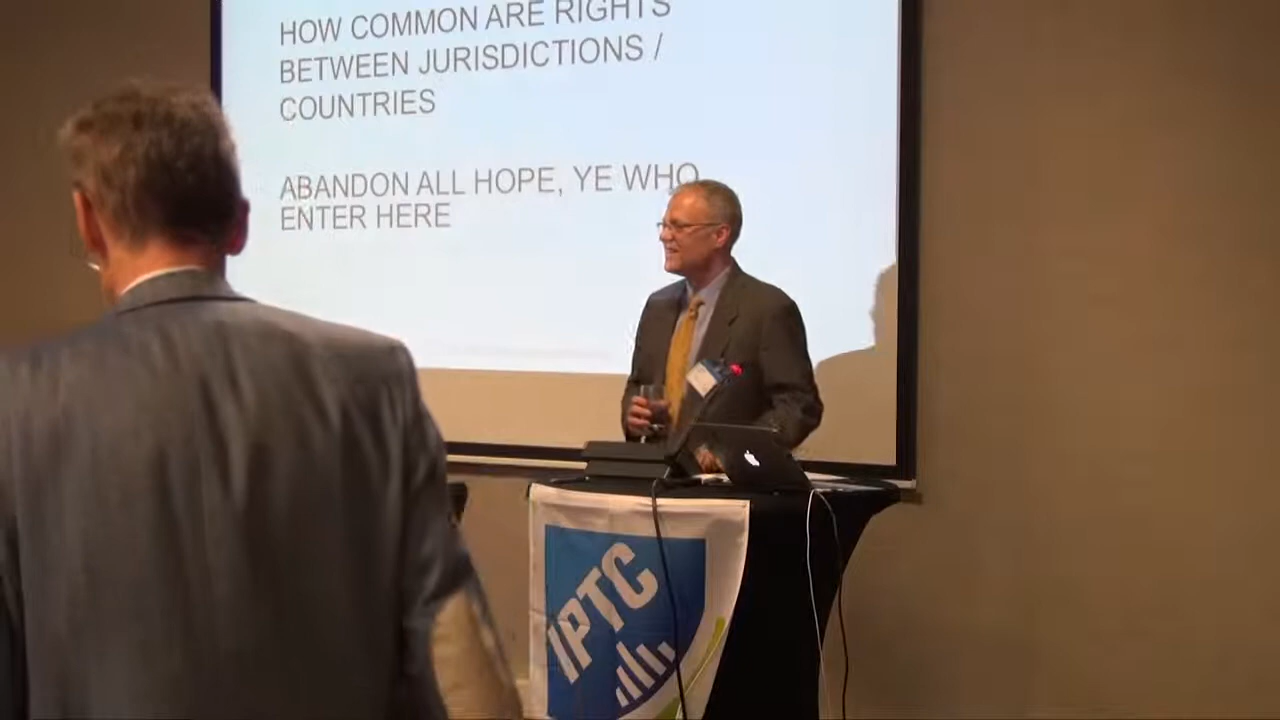 HOW COMMON ARE RIGHTS
BETWEEN JURISDICTIONS /
COUNTRIES
ABANDON ALL HOPE, YE WHO
ENTER HERE
IPTC